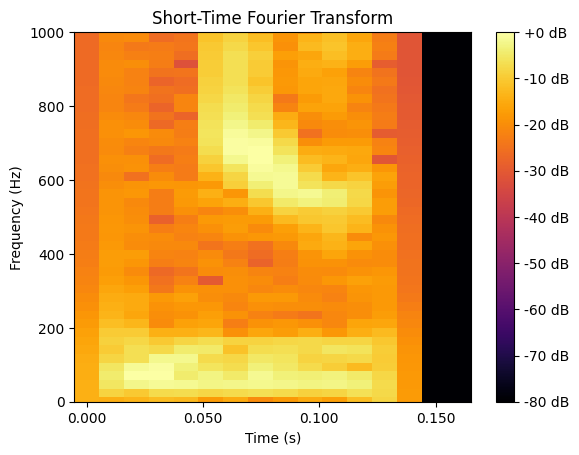 Short-Time Fourier Transform
1000
800
600
400
200
0
Frequency (Hz)
0.000
0.050
0.100
0.150
Time (s)
+0 dB
-10 dB
-20 dB
-30 dB
-40 dB
-50 dB
-60 dB
-70 dB
-80 dB